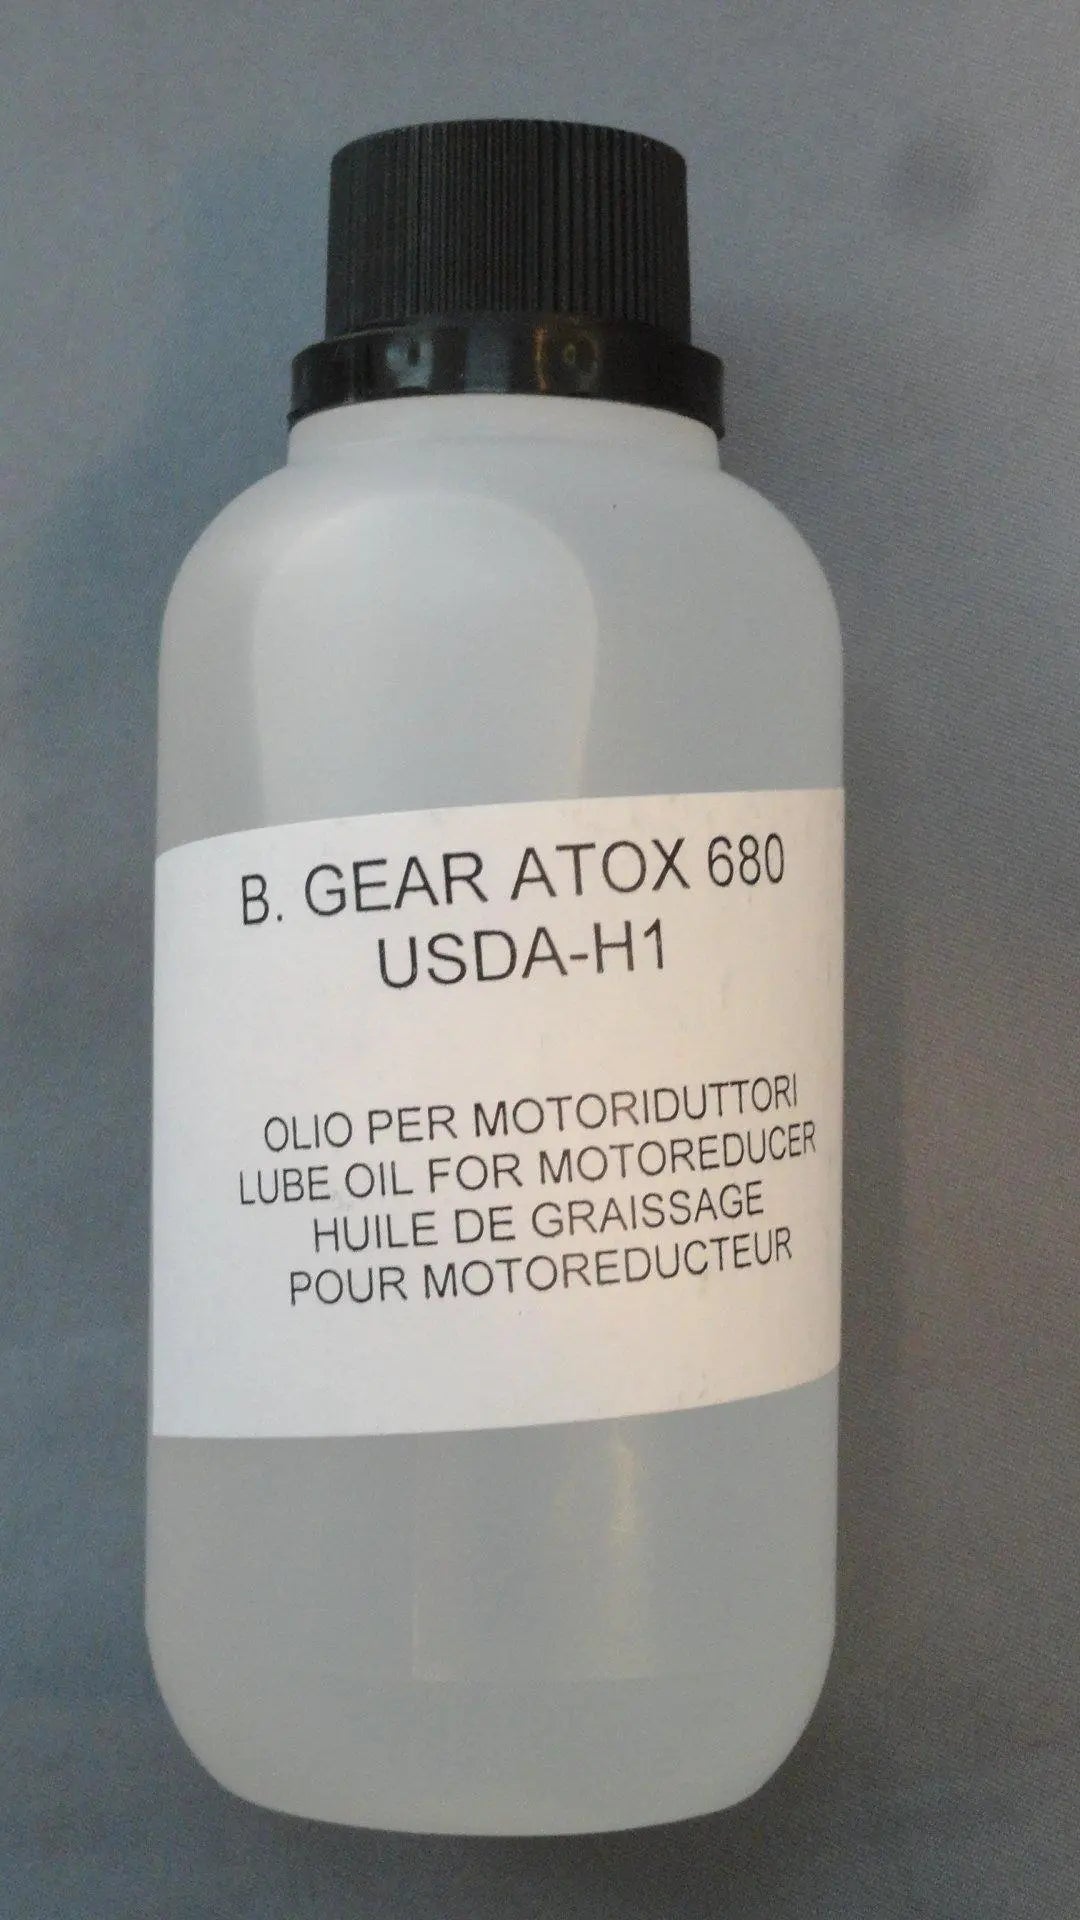 B. GEAR ATOX 680
USDA-H1
OLIO PER MOTORIDUTTORI
LUBE OIL FOR MOTOREDUCER
HUILE DE GRAISSAGE
POUR MOTOREDUCTEUR